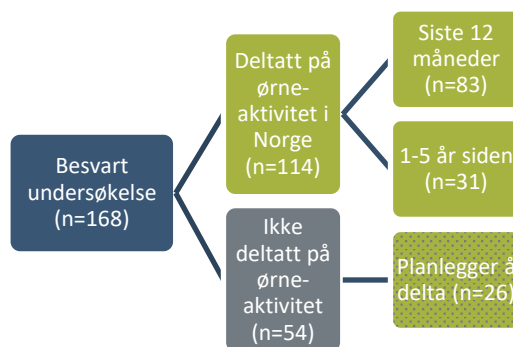 Besvart
undersøkelse
(n=168)
Deltatt på
ørne-
aktivitet i
Norge
(n=114)
Siste 12
måneder
(n=83)
1-5 år siden
(n=31)
Ikke
deltatt på
ørne-
aktivitet
(n=54)
Planlegger å
delta (n=26)